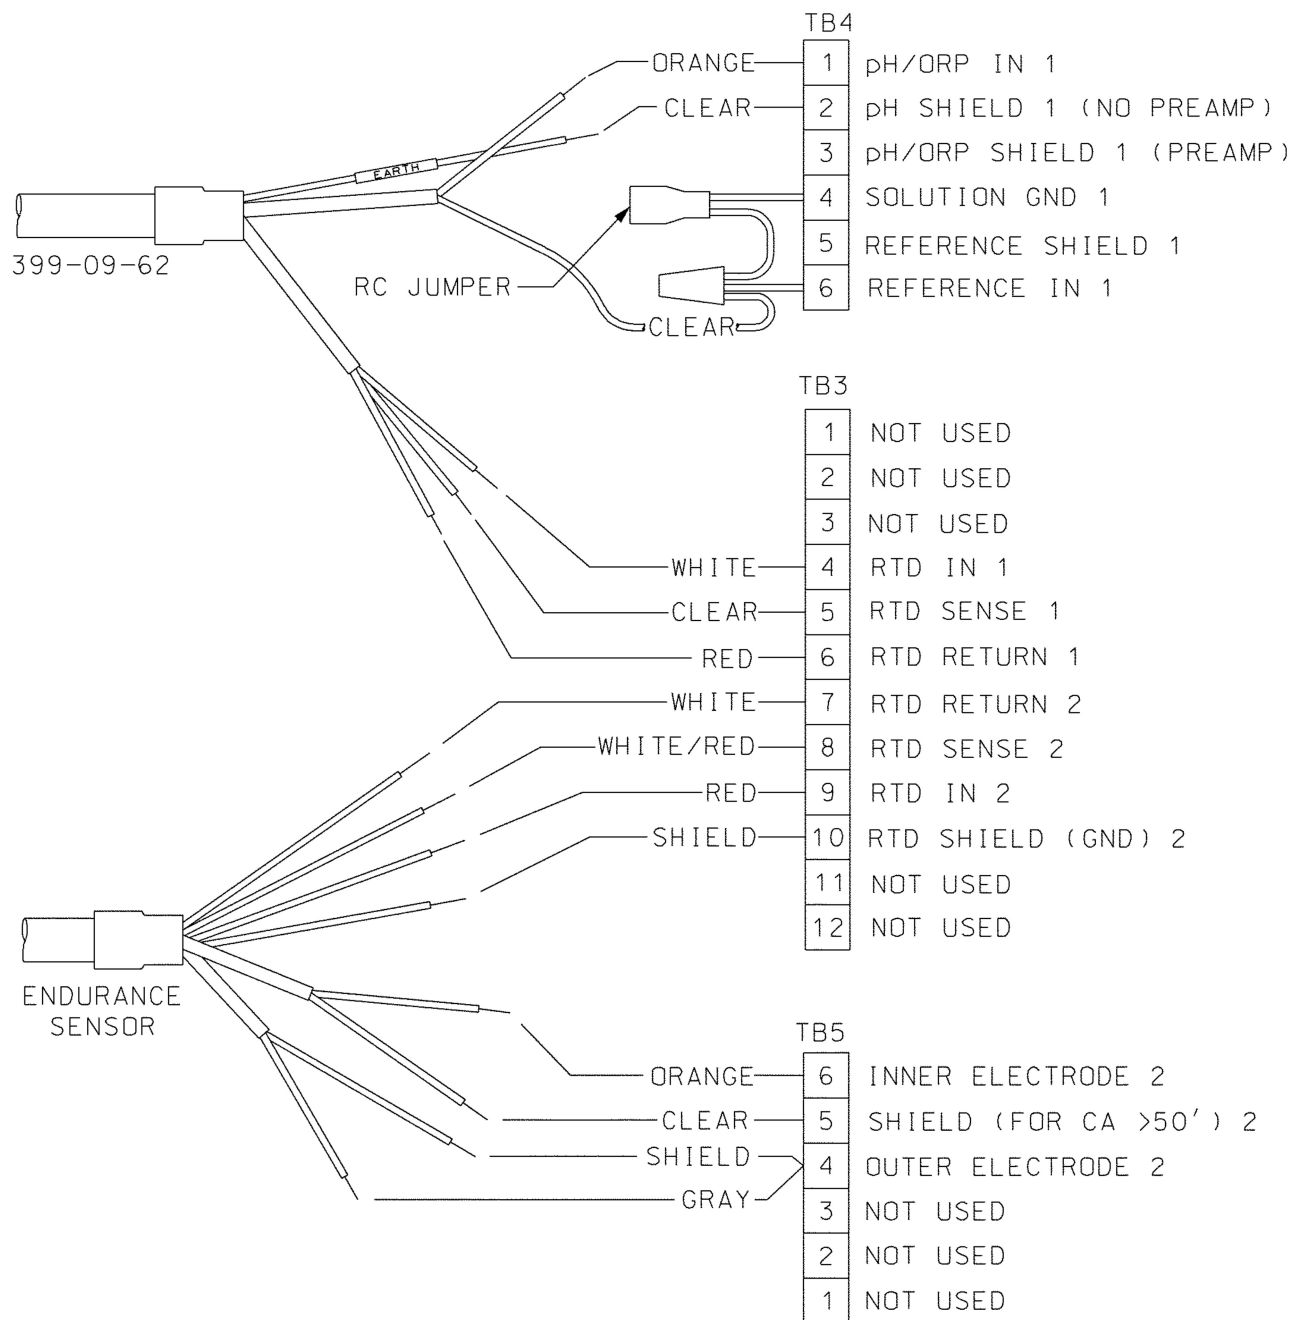 TB4
ORANGE 1 pH/ORP IN 1
CLEAR 2 pH SHIELD 1 (NO PREAMP)
3 pH/ORP SHIELD 1 (PREAMP)
EARTH
4 SOLUTION GND 1
5 REFERENCE SHIELD 1
399-09-62
RC JUMPER 6 REFERENCE IN 1
CLEAR
TB3
1 NOT USED
2 NOT USED
3 NOT USED
WHITE 4 RTD IN 1
CLEAR 5 RTD SENSE 1
RED 6 RTD RETURN 1
WHITE 7 RTD RETURN 2
WHITE/RED 8 RTD SENSE 2
RED 9 RTD IN 2
SHIELD 10 RTD SHIELD (GND) 2
11 NOT USED
12 NOT USED
ENDURANCE
SENSOR
TB5
ORANGE 6 INNER ELECTRODE 2
CLEAR 5 SHIELD (FOR CA >50') 2
SHIELD 4 OUTER ELECTRODE 2
GRAY
3 NOT USED
2 NOT USED
1 NOT USED